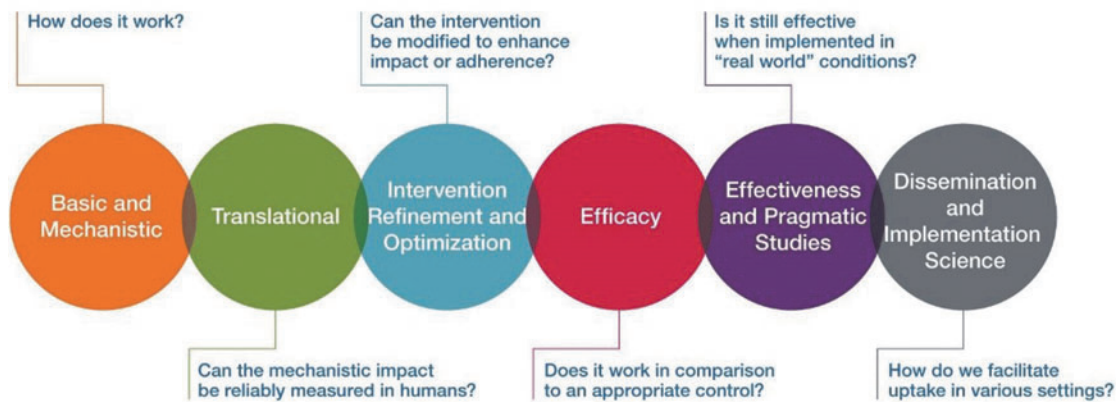 How does it work?
Can the intervention
be modified to enhance
impact or adherence?
Is it still effective
when implemented in
“real world” conditions?
Basic and
Mechanistic
Translational
Intervention
Refinement and
Optimization
Efficacy
Effectiveness
and Pragmatic
Studies
Dissemination
and
Implementation
Science
Can the mechanistic impact
be reliably measured in humans?
Does it work in comparison
to an appropriate control?
How do we facilitate
uptake in various settings?